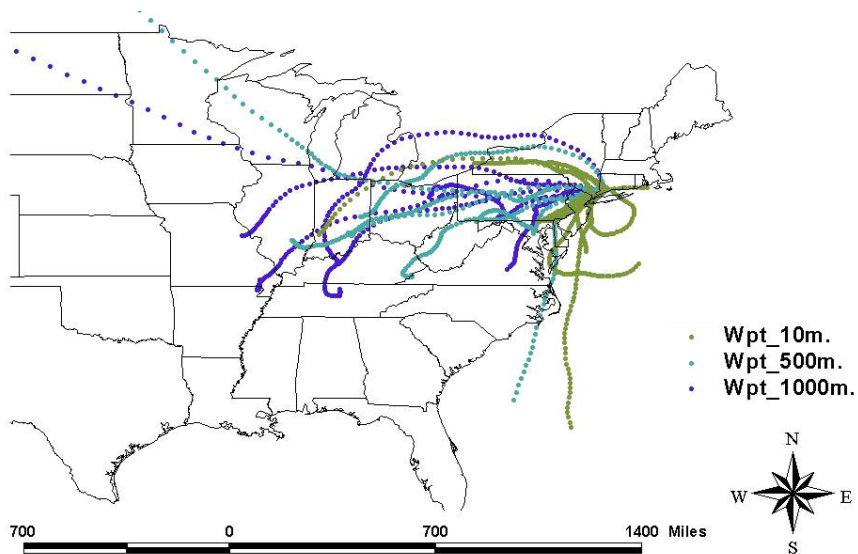 Wpt_10m.
Wpt_500m.
Wpt_1000m.
N
W E
S
700 0 700 1400 Miles